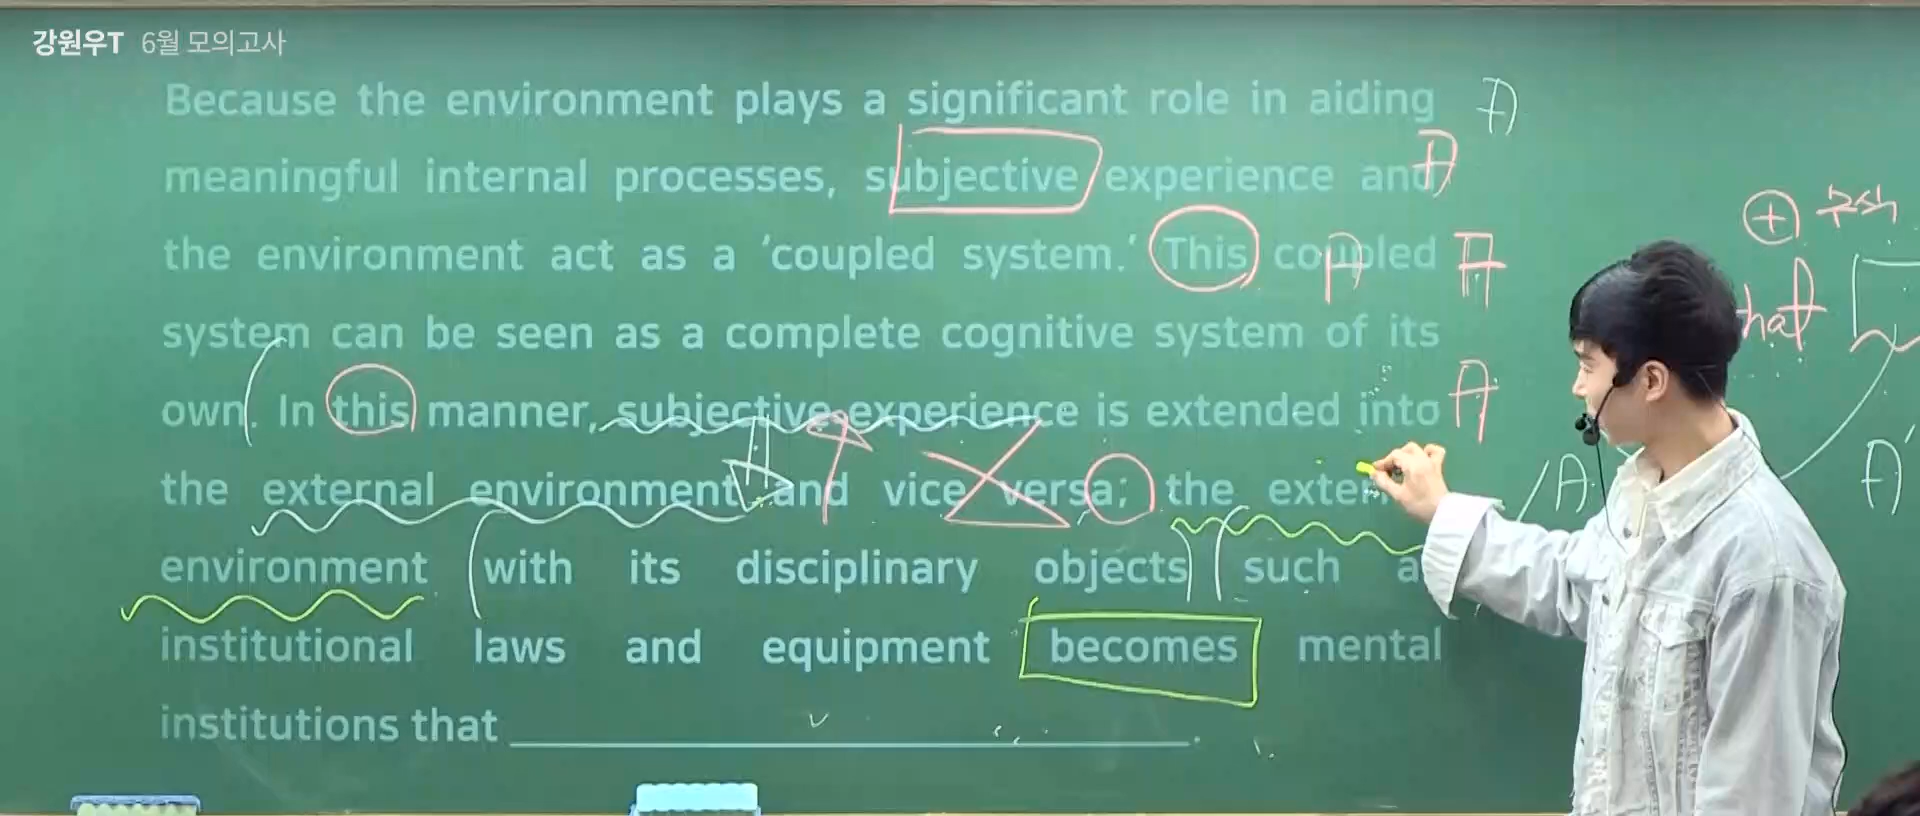 강원우T 6월 모의고사
Because the environment plays a significant role in aiding A
meaningful internal processes, subjective experience and A
the environment act as a 'coupled system.' This coupled A A
system can be seen as a complete cognitive system of its
own. In this manner, subjective experience is extended into A
the external environment and vice versa; the
environment with its disciplinary objects such
institutional laws and equipment becomes mental
institutions that
+ 추상
hat
A A'